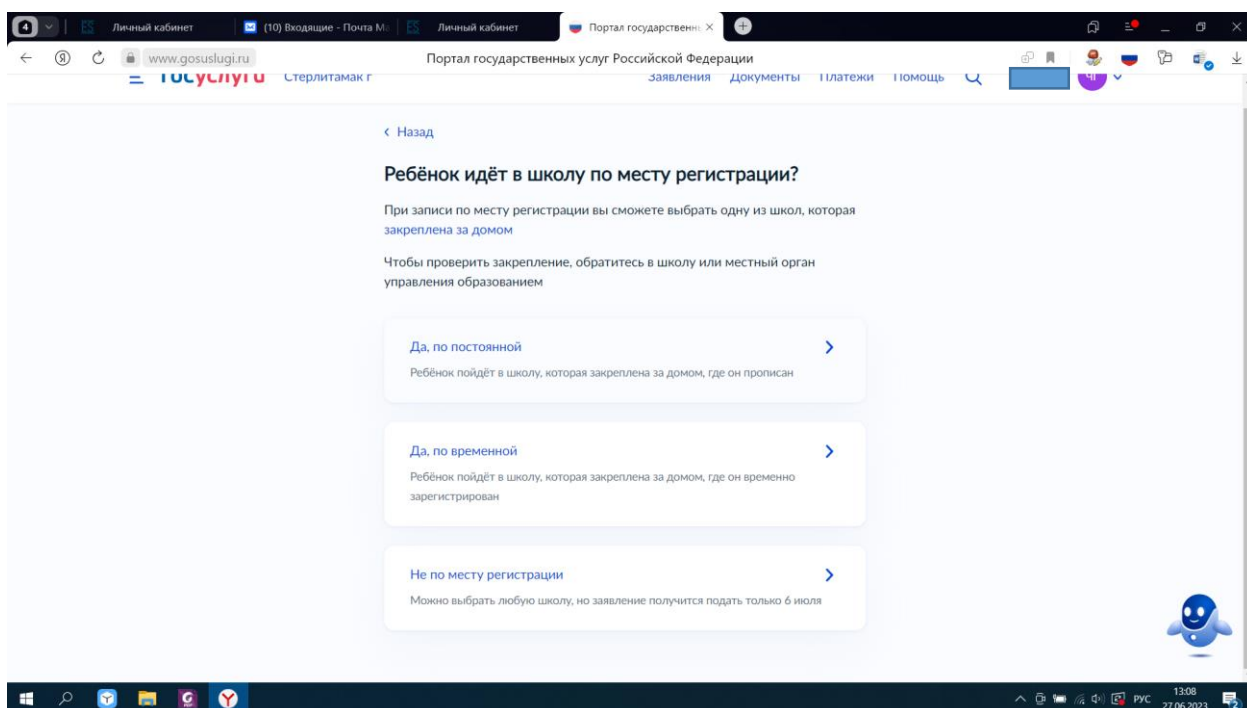 4
Личный кабинет
(10) Входящие - Почта Ма
Личный кабинет
Портал государственн
www.gosuslugi.ru
Портал государственных услуг Российской Федерации
госуслуги
Стерлитамак г
Заявления Документы Платежи Помощь
ЧГ
Назад
Ребёнок идёт в школу по месту регистрации?
При записи по месту регистрации вы сможете выбрать одну из школ, которая
закреплена за домом
Чтобы проверить закрепление, обратитесь в школу или местный орган
управления образованием
Да, по постоянной
Ребёнок пойдёт в школу, которая закреплена за домом, где он прописан
Да, по временной
Ребёнок пойдёт в школу, которая закреплена за домом, где он временно
зарегистрирован
Не по месту регистрации
Можно выбрать любую школу, но заявление получится подать только 6 июля
РУС
13:08
27.06.2023